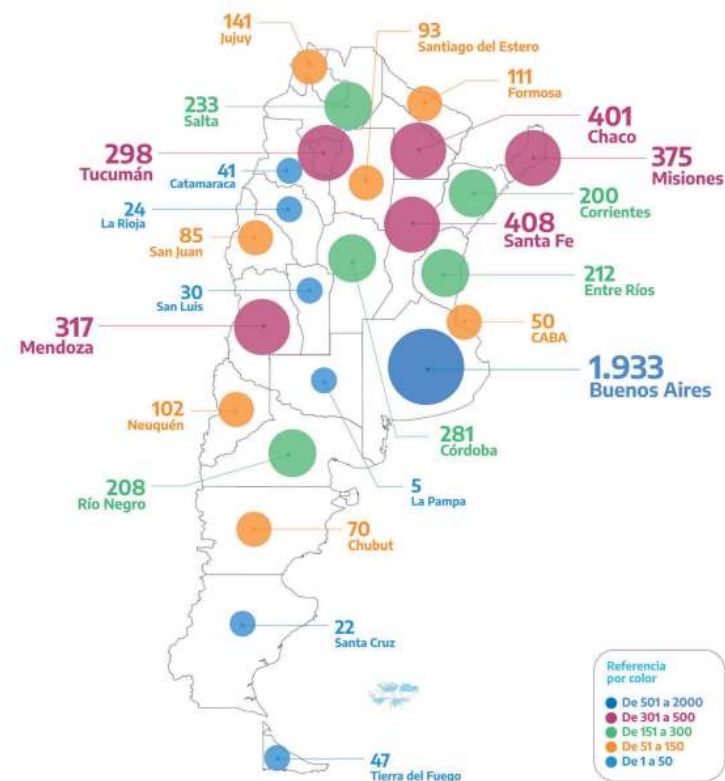 141
Jujuy
93
Santiago del Estero
111
Formosa
233
Salta
401
Chaco
298
Tucumán
375
Misiones
41
Catamaraca
200
Corrientes
24
La Rioja
408
Santa Fe
85
San Juan
212
Entre Ríos
30
San Luis
50
CABA
317
Mendoza
1.933
Buenos Aires
102
Neuquén
281
Córdoba
208
Río Negro
5
La Pampa
70
Chubut
22
Santa Cruz
47
Tierra del Fuego
Referencia
por color
De 501 a 2000
De 301 a 500
De 151 a 300
De 51 a 150
De 1 a 50